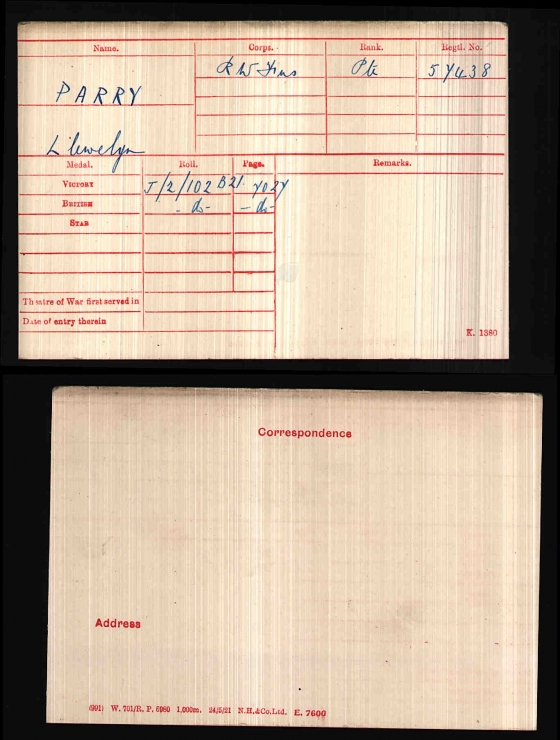 Name. Corps. Rank. Regtl. No.
R W Fus Pte 57438
PARRY
Llewelyn
Medal. Roll. Page. Remarks.
VICTORY J/2/102 B21 7027
BRITISH - do - - do -
STAR
Theatre of War first served in
Date of entry therein
K. 1380
Correspondence
Address
(991) W. 701/R. P. 6980 1,000m. 24/5/21 N.H.&Co.Ltd. E. 7600